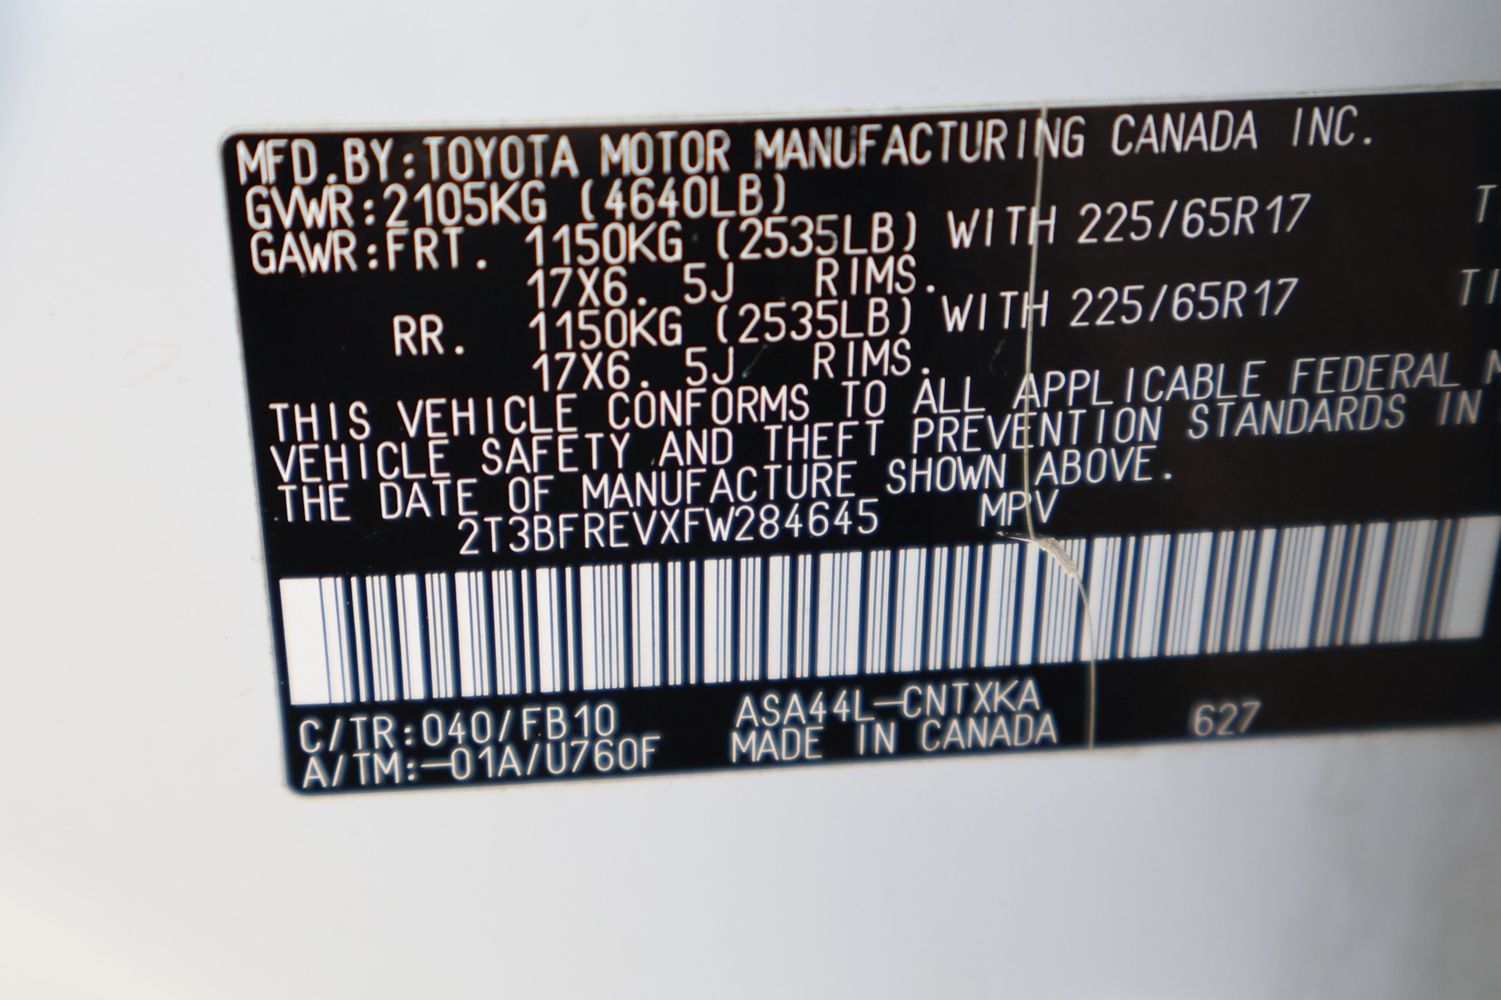 MFD.BY:TOYOTA MOTOR MANUFACTURING CANADA INC.
GVWR:2105KG (4640LB)
GAWR:FRT. 1150KG (2535LB) WITH 225/65R17
17X6.5J RIMS.
RR. 1150KG (2535LB) WITH 225/65R17
17X6.5J RIMS.
THIS VEHICLE CONFORMS TO ALL APPLICABLE FEDERAL
VEHICLE SAFETY AND THEFT PREVENTION STANDARDS IN
THE DATE OF MANUFACTURE SHOWN ABOVE.
2T3BFREVXFW284645 MPV
C/TR:040/FB10 ASA44L-CNTXKA 627
A/TM:-01A/U760F MADE IN CANADA